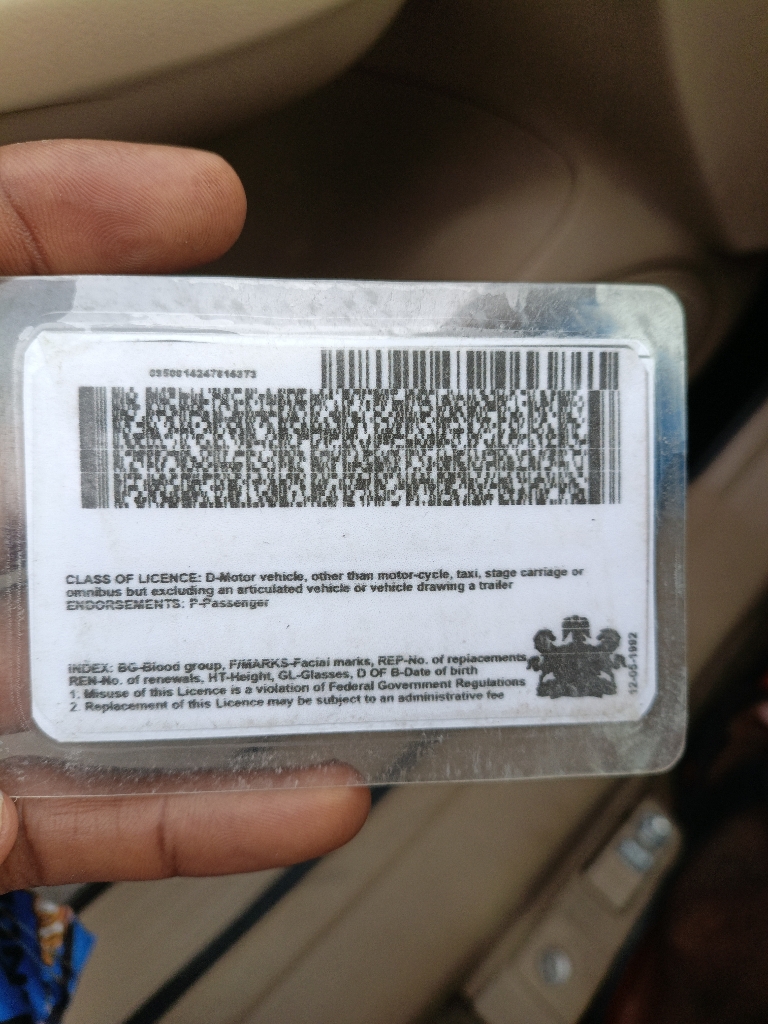 CLASS OF LICENCE: D-Motor vehicle, other than motor-cycle, taxi, stage carriage or
omnibus but excluding an articulated vehicle or vehicle drawing a trailer
ENDORSEMENTS: P-Passenger
INDEX: BG-Blood group, F/MARKS-Facial marks, REP-No. of replacements
REN-No. of renewals, HT-Height, GL-Glasses, D OF B-Date of birth
1. Misuse of this Licence is a violation of Federal Government Regulations
2. Replacement of this Licence may be subject to an administrative fee
12-05-1992